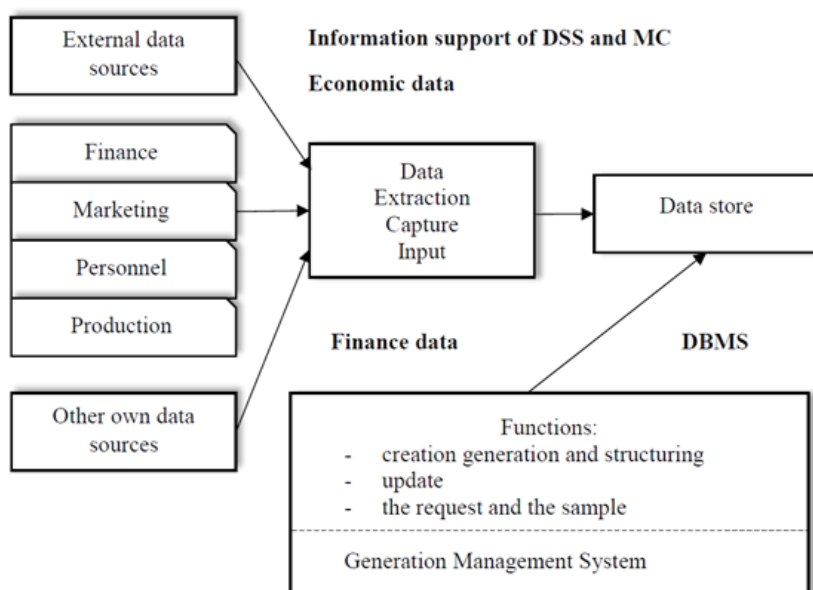 External data
sources
Information support of DSS and MC
Economic data
Finance
Marketing
Personnel
Production
Data
Extraction
Capture
Input
Data store
Other own data
sources
Finance data
DBMS
Functions:
- creation generation and structuring
- update
- the request and the sample
Generation Management System